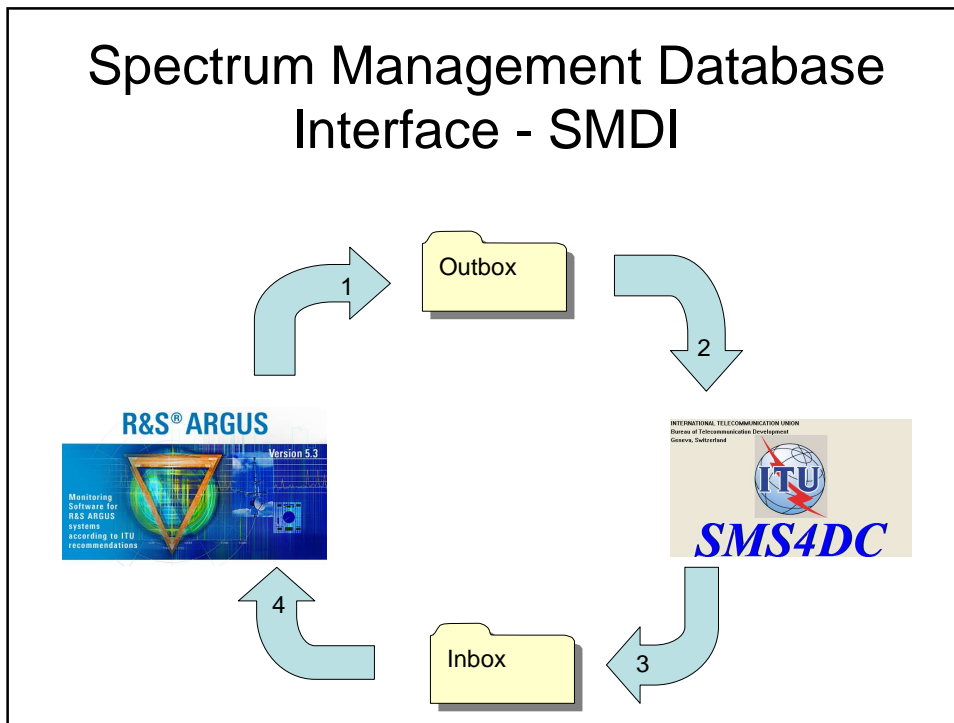 Spectrum Management Database
Interface - SMDI
Outbox
1
2
R&S® ARGUS
Version 5.3
Monitoring
Software for
R&S ARGUS
systems
according to ITU
recommendations
INTERNATIONAL TELECOMMUNICATION UNION
Bureau of Telecommunication Development
Geneva, Switzerland
ITU
SMS4DC
4
Inbox
3